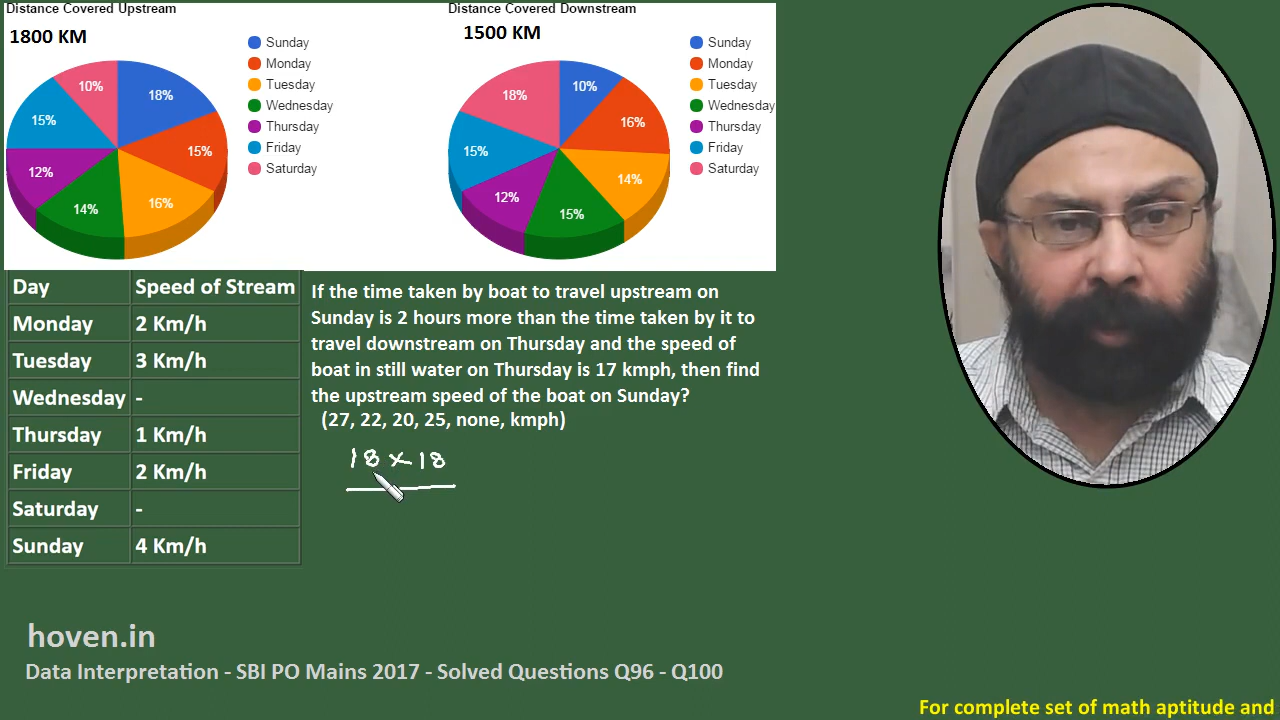 Distance Covered Upstream
1800 KM
18%
15%
16%
14%
12%
15%
10%
Sunday
Monday
Tuesday
Wednesday
Thursday
Friday
Saturday
Distance Covered Downstream
1500 KM
10%
16%
14%
15%
12%
15%
18%
Sunday
Monday
Tuesday
Wednesday
Thursday
Friday
Saturday
Day Speed of Stream
Monday 2 Km/h
Tuesday 3 Km/h
Wednesday -
Thursday 1 Km/h
Friday 2 Km/h
Saturday -
Sunday 4 Km/h
If the time taken by boat to travel upstream on
Sunday is 2 hours more than the time taken by it to
travel downstream on Thursday and the speed of
boat in still water on Thursday is 17 kmph, then find
the upstream speed of the boat on Sunday?
(27, 22, 20, 25, none, kmph)
18 × 18
hoven.in
Data Interpretation - SBI PO Mains 2017 - Solved Questions Q96 - Q100
For complete set of math aptitude and